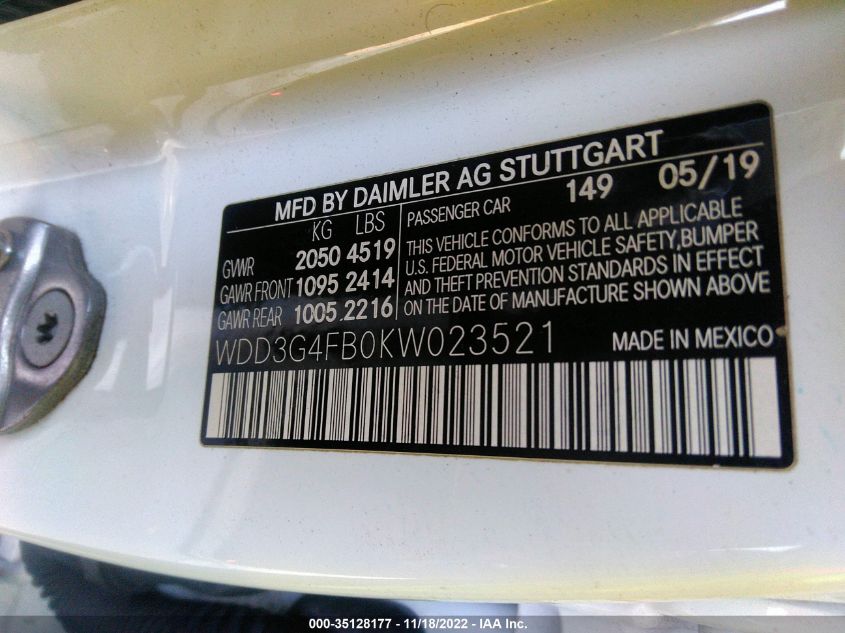 MFD BY DAIMLER AG STUTTGART
KG LBS
GVWR 2050 4519
GAWR FRONT 1095 2414
GAWR REAR 1005 2216
PASSENGER CAR 149 05/19
THIS VEHICLE CONFORMS TO ALL APPLICABLE
U.S. FEDERAL MOTOR VEHICLE SAFETY,BUMPER
AND THEFT PREVENTION STANDARDS IN EFFECT
ON THE DATE OF MANUFACTURE SHOWN ABOVE
WDD3G4FB0KW023521
MADE IN MEXICO
000-35128177 - 11/18/2022 - IAA Inc.